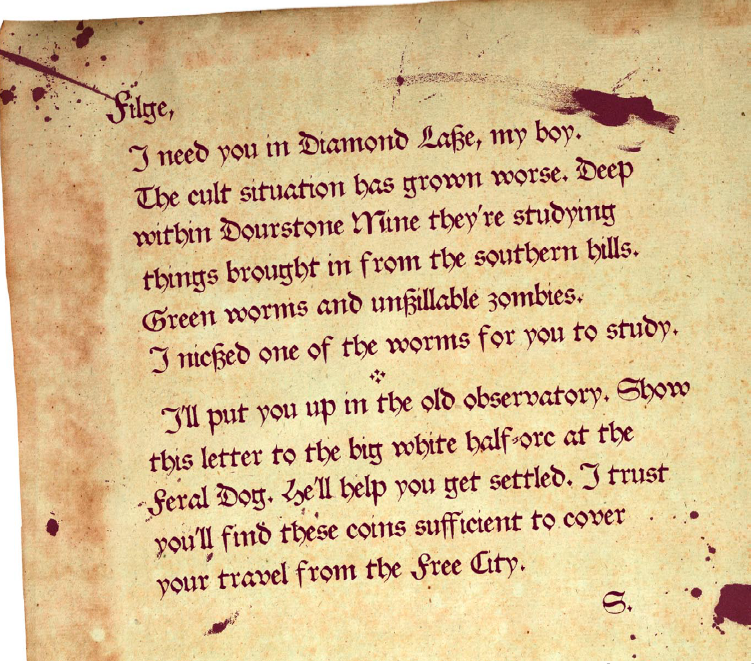 Filge,
I need you in Diamond Lake, my boy.
The cult situation has grown worse. Deep
within Dourstone Mine they're studying
things brought in from the southern hills.
Green worms and unkillable zombies.
I nicked one of the worms for you to study.
I'll put you up in the old observatory. Show
this letter to the big white half-orc at the
Feral Dog. He'll help you get settled. I trust
you'll find these coins sufficient to cover
your travel from the Free City.
S.